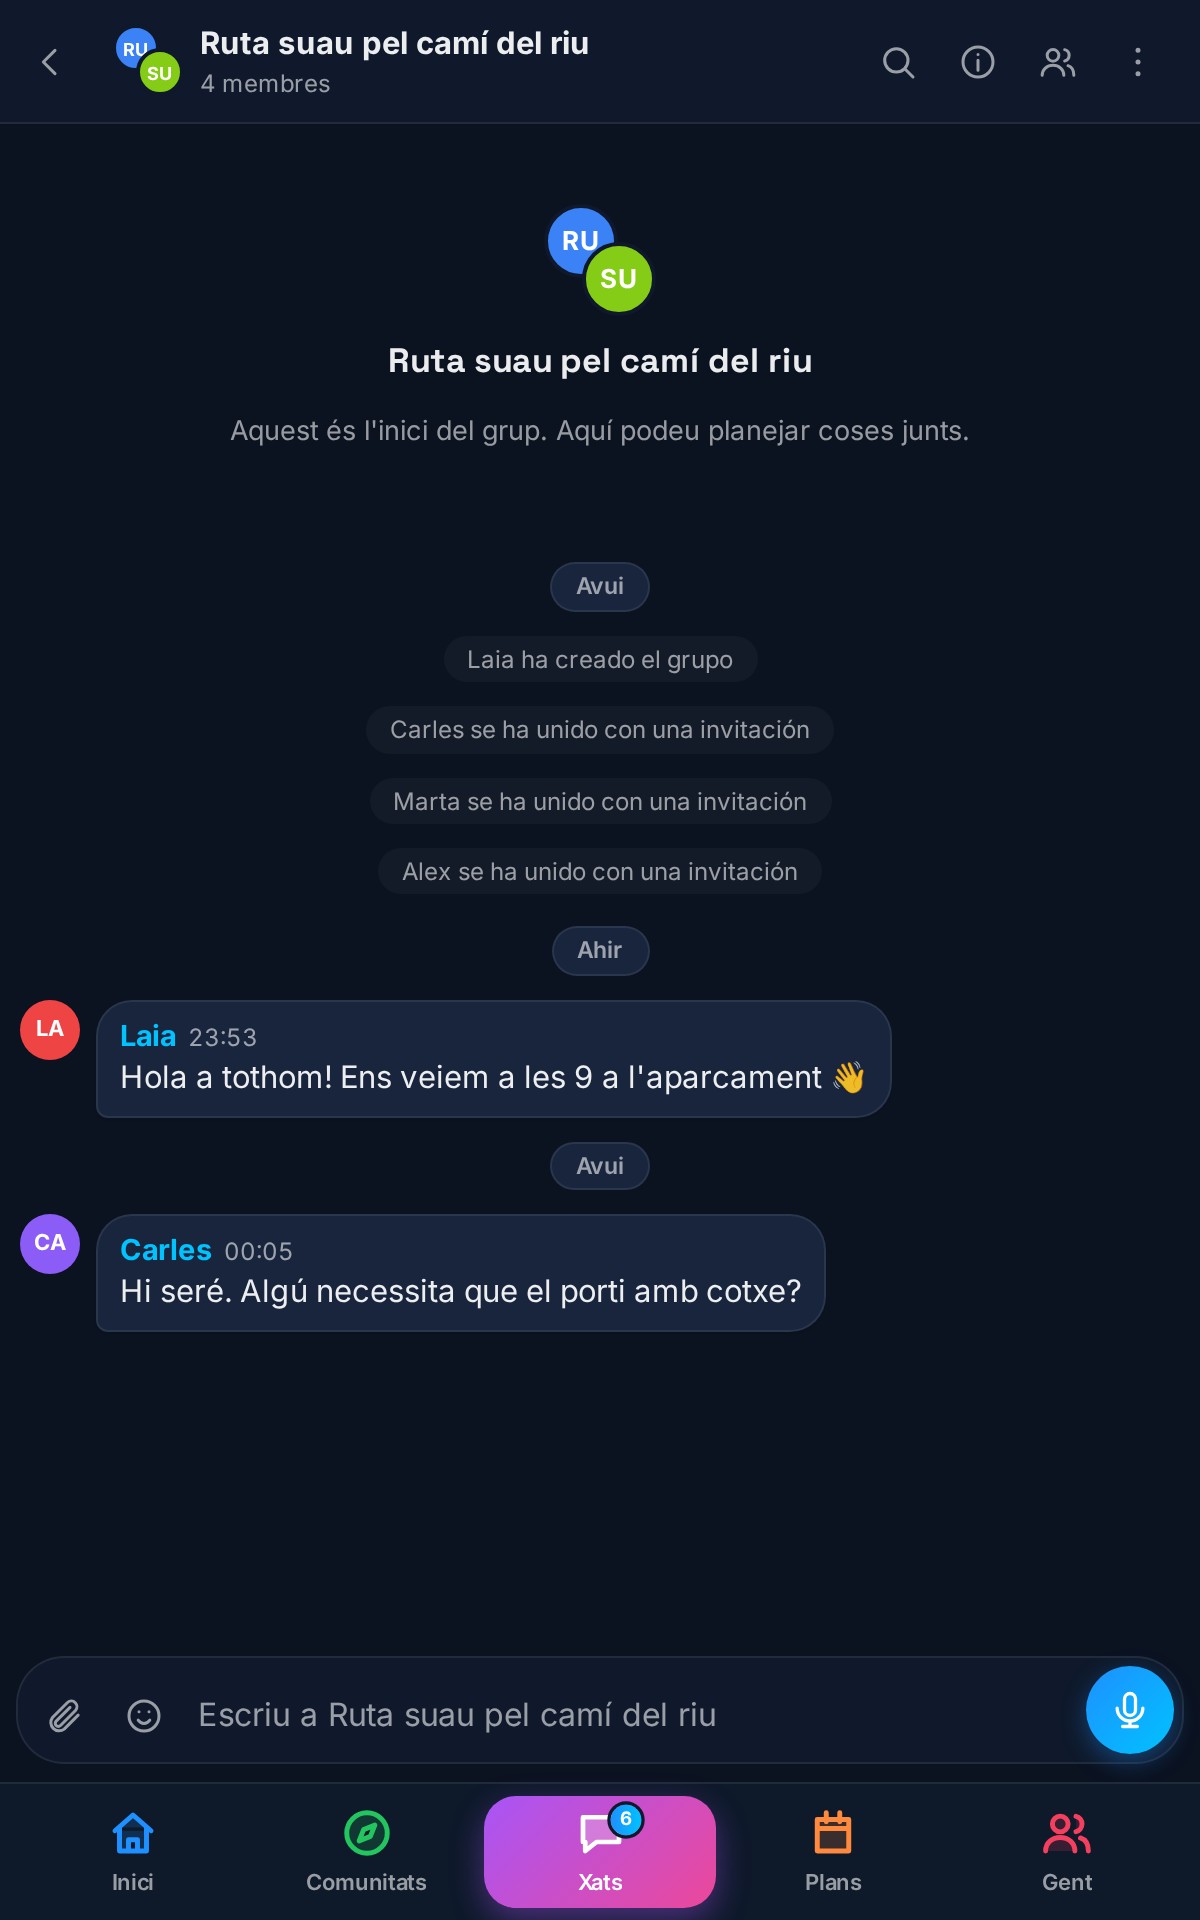 RU
SU
Ruta suau pel camí del riu
4 membres
RU
SU
Ruta suau pel camí del riu
Aquest és l'inici del grup. Aquí podeu planejar coses junts.
Avui
Laia ha creado el grupo
Carles se ha unido con una invitación
Marta se ha unido con una invitación
Alex se ha unido con una invitación
Ahir
LA
Laia 23:53
Hola a tothom! Ens veiem a les 9 a l'aparcament 👋
Avui
CA
Carles 00:05
Hi seré. Algú necessita que el porti amb cotxe?
Escriu a Ruta suau pel camí del riu
6
Inici
Comunitats
Xats
Plans
Gent